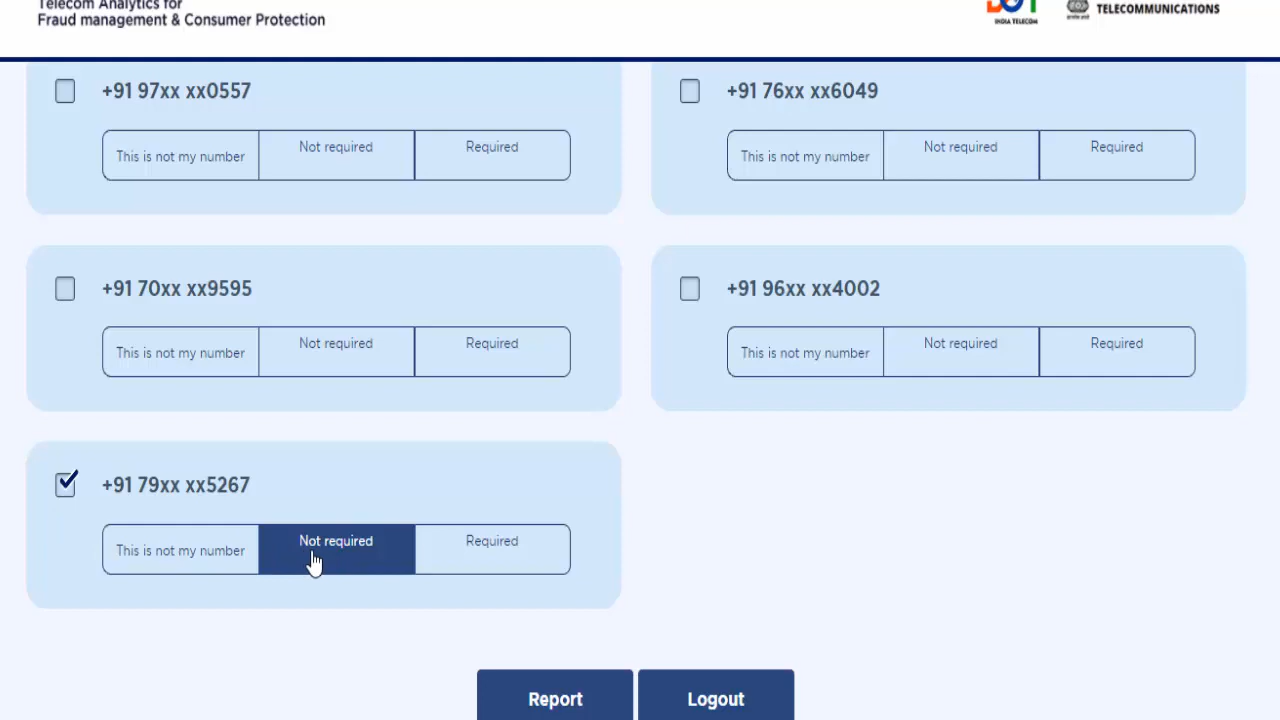 Telecom Analytics for
Fraud management & Consumer Protection
INDIA TELECOM
TELECOMMUNICATIONS
+91 97xx xx0557
+91 76xx xx6049
This is not my number
Not required
Required
This is not my number
Not required
Required
+91 70xx xx9595
+91 96xx xx4002
This is not my number
Not required
Required
This is not my number
Not required
Required
+91 79xx xx5267
This is not my number
Not required
Required
Report
Logout